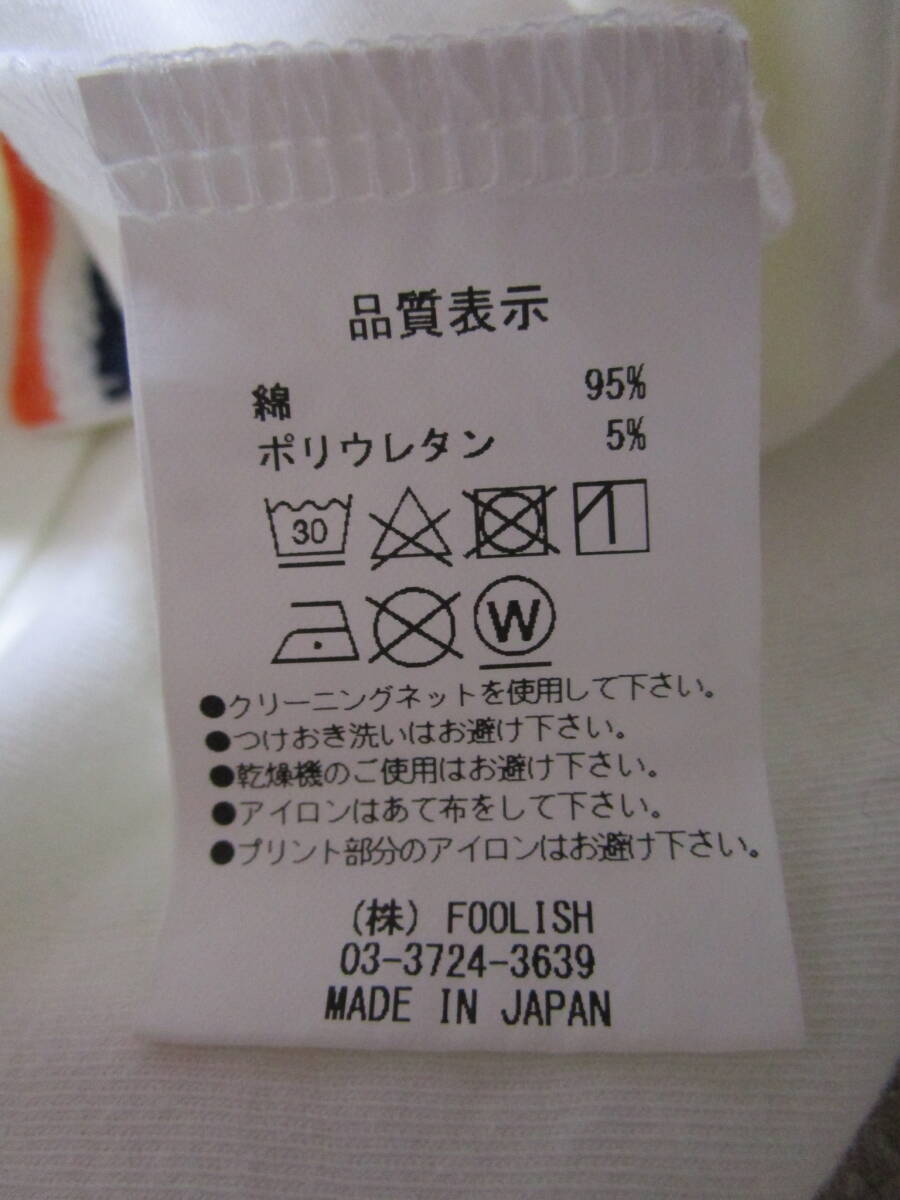 品質表示
綿 95%
ポリウレタン 5%
30
W
●クリーニングネットを使用して下さい。
●つけおき洗いはお避け下さい。
●乾燥機のご使用はお避け下さい。
●アイロンはあて布をして下さい。
●プリント部分のアイロンはお避け下さい。
(株) FOOLISH
03-3724-3639
MADE IN JAPAN